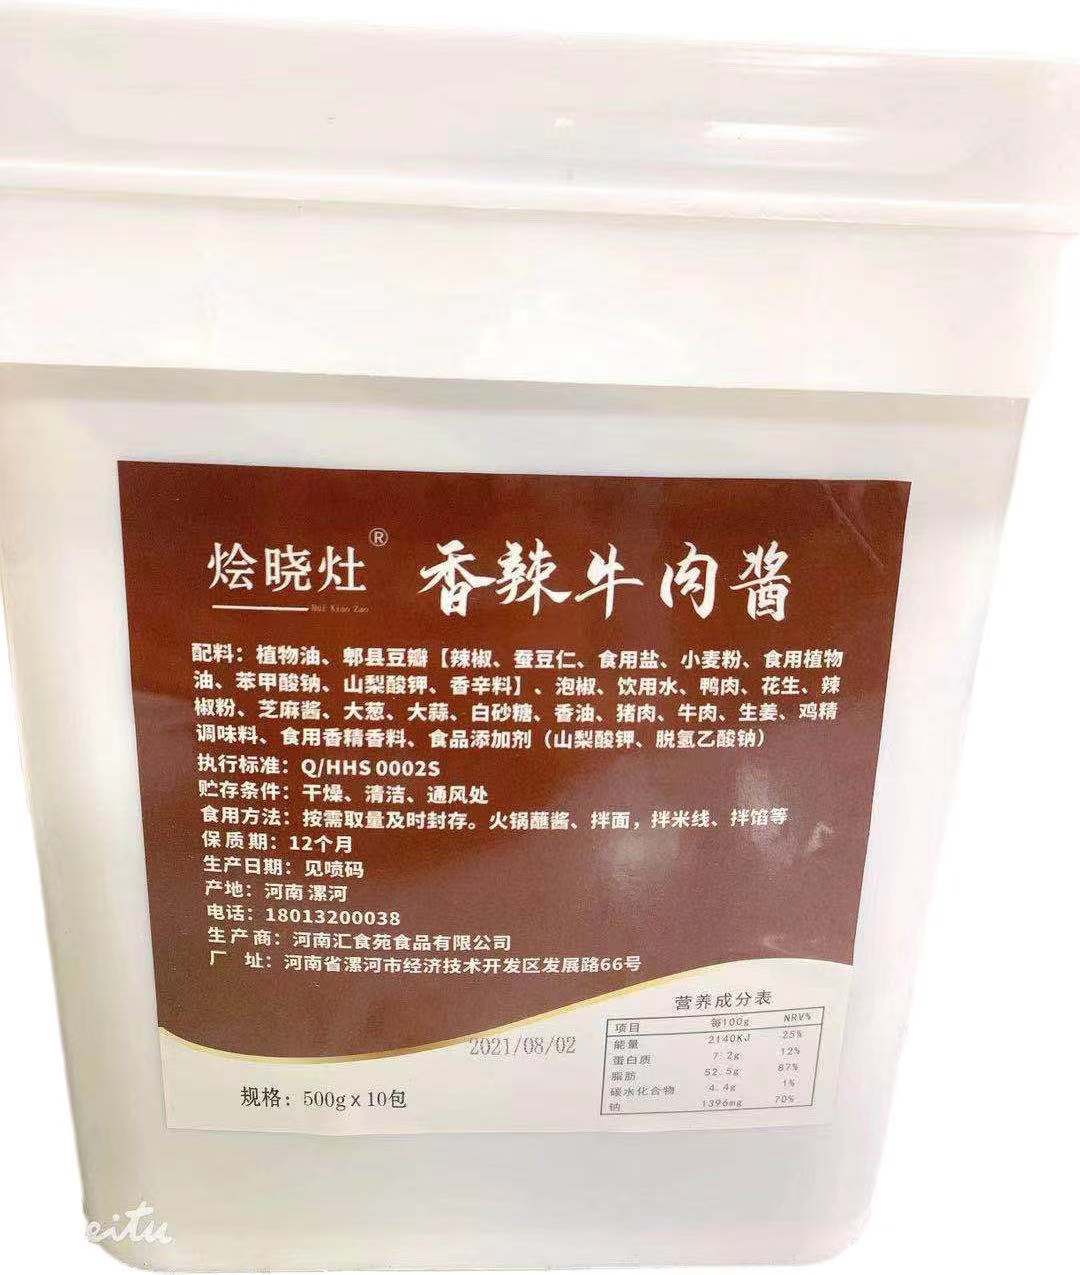 烩晓灶® 香辣牛肉酱
Hui Xiao Zao
配料：植物油、郫县豆瓣【辣椒、蚕豆仁、食用盐、小麦粉、食用植物
油、苯甲酸钠、山梨酸钾、香辛料】、泡椒、饮用水、鸭肉、花生、辣
椒粉、芝麻酱、大葱、大蒜、白砂糖、香油、猪肉、牛肉、生姜、鸡精
调味料、食用香精香料、食品添加剂（山梨酸钾、脱氢乙酸钠）
执行标准：Q/HHS 0002S
贮存条件：干燥、清洁、通风处
食用方法：按需取量及时封存。火锅蘸酱、拌面，拌米线、拌馅等
保质期：12个月
生产日期：见喷码
产地：河南 漯河
电话：18013200038
生产商：河南汇食苑食品有限公司
厂 址：河南省漯河市经济技术开发区发展路66号
营养成分表
项目 每100g NRV%
能量 2140KJ 25%
蛋白质 7.2g 12%
脂肪 52.5g 87%
碳水化合物 4.4g 1%
钠 1396mg 70%
2021/08/02
规格：500g x 10包
eitu